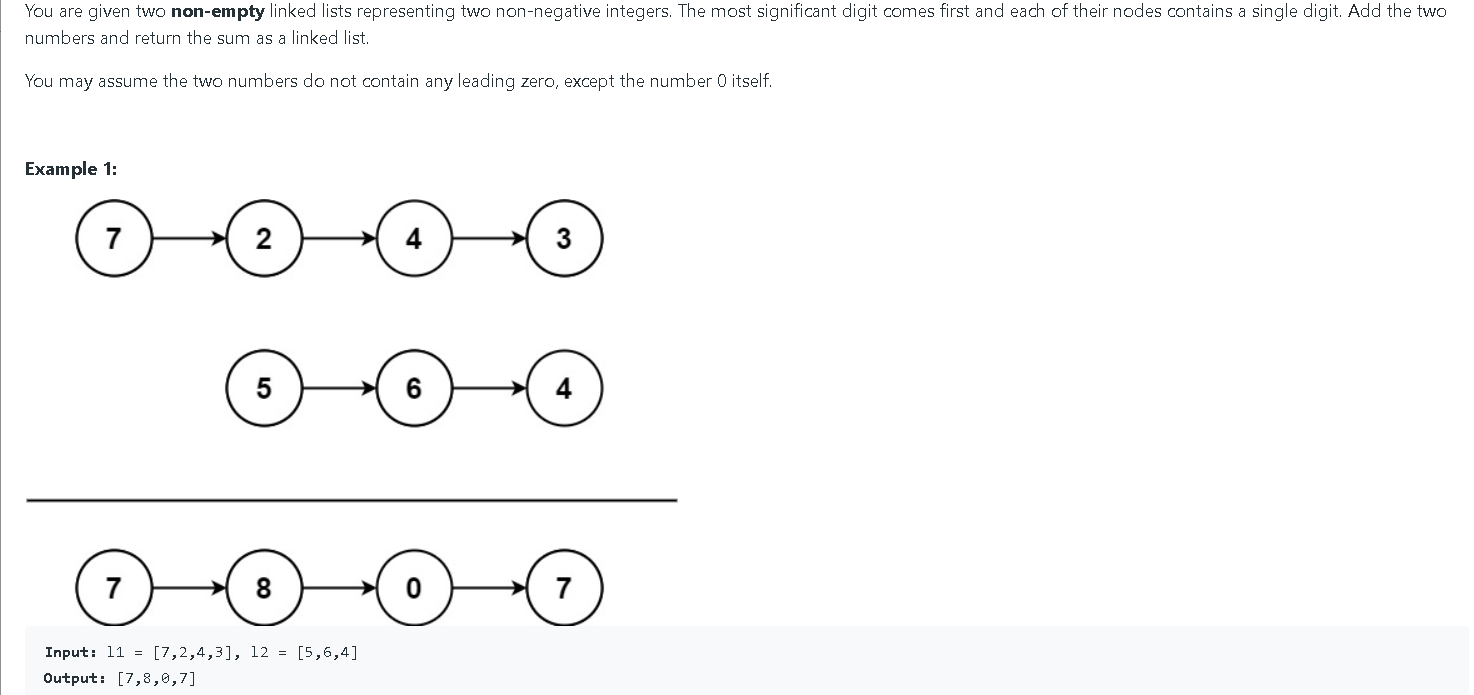 You are given two non-empty linked lists representing two non-negative integers. The most significant digit comes first and each of their nodes contains a single digit. Add the two
numbers and return the sum as a linked list.
You may assume the two numbers do not contain any leading zero, except the number 0 itself.
Example 1:
7 2 4 3
5 6 4
7 8 0 7
Input: l1 = [7,2,4,3], l2 = [5,6,4]
Output: [7,8,0,7]